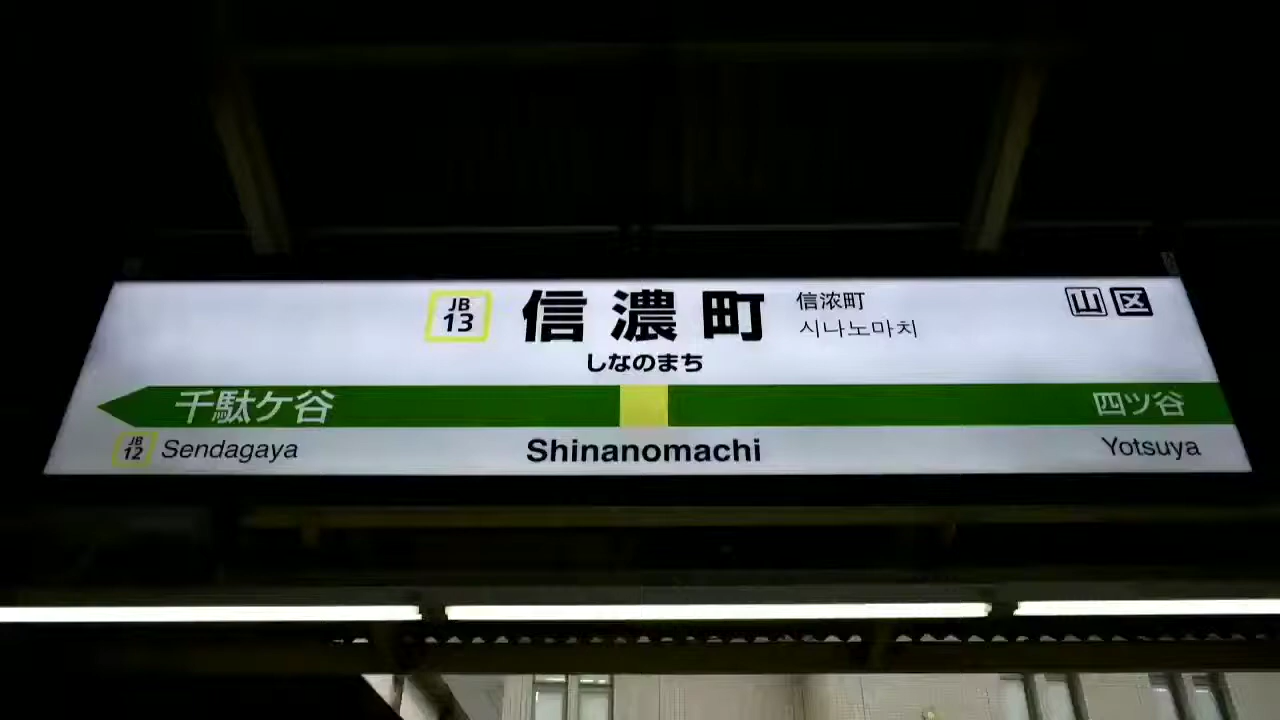 JB
13
信濃町
信浓町
시나노마치
山区
しなのまち
千駄ケ谷
四ツ谷
JB
12
Sendagaya
Shinanomachi
Yotsuya